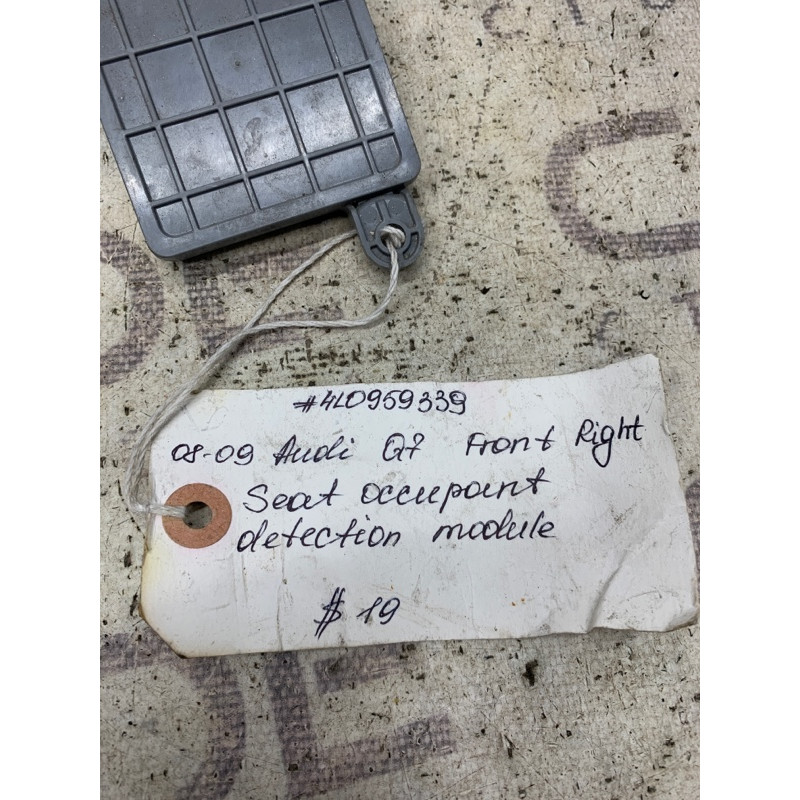 #4L0959339
08-09 Audi Q7 Front Right
Seat occupant
detection module
$ 19